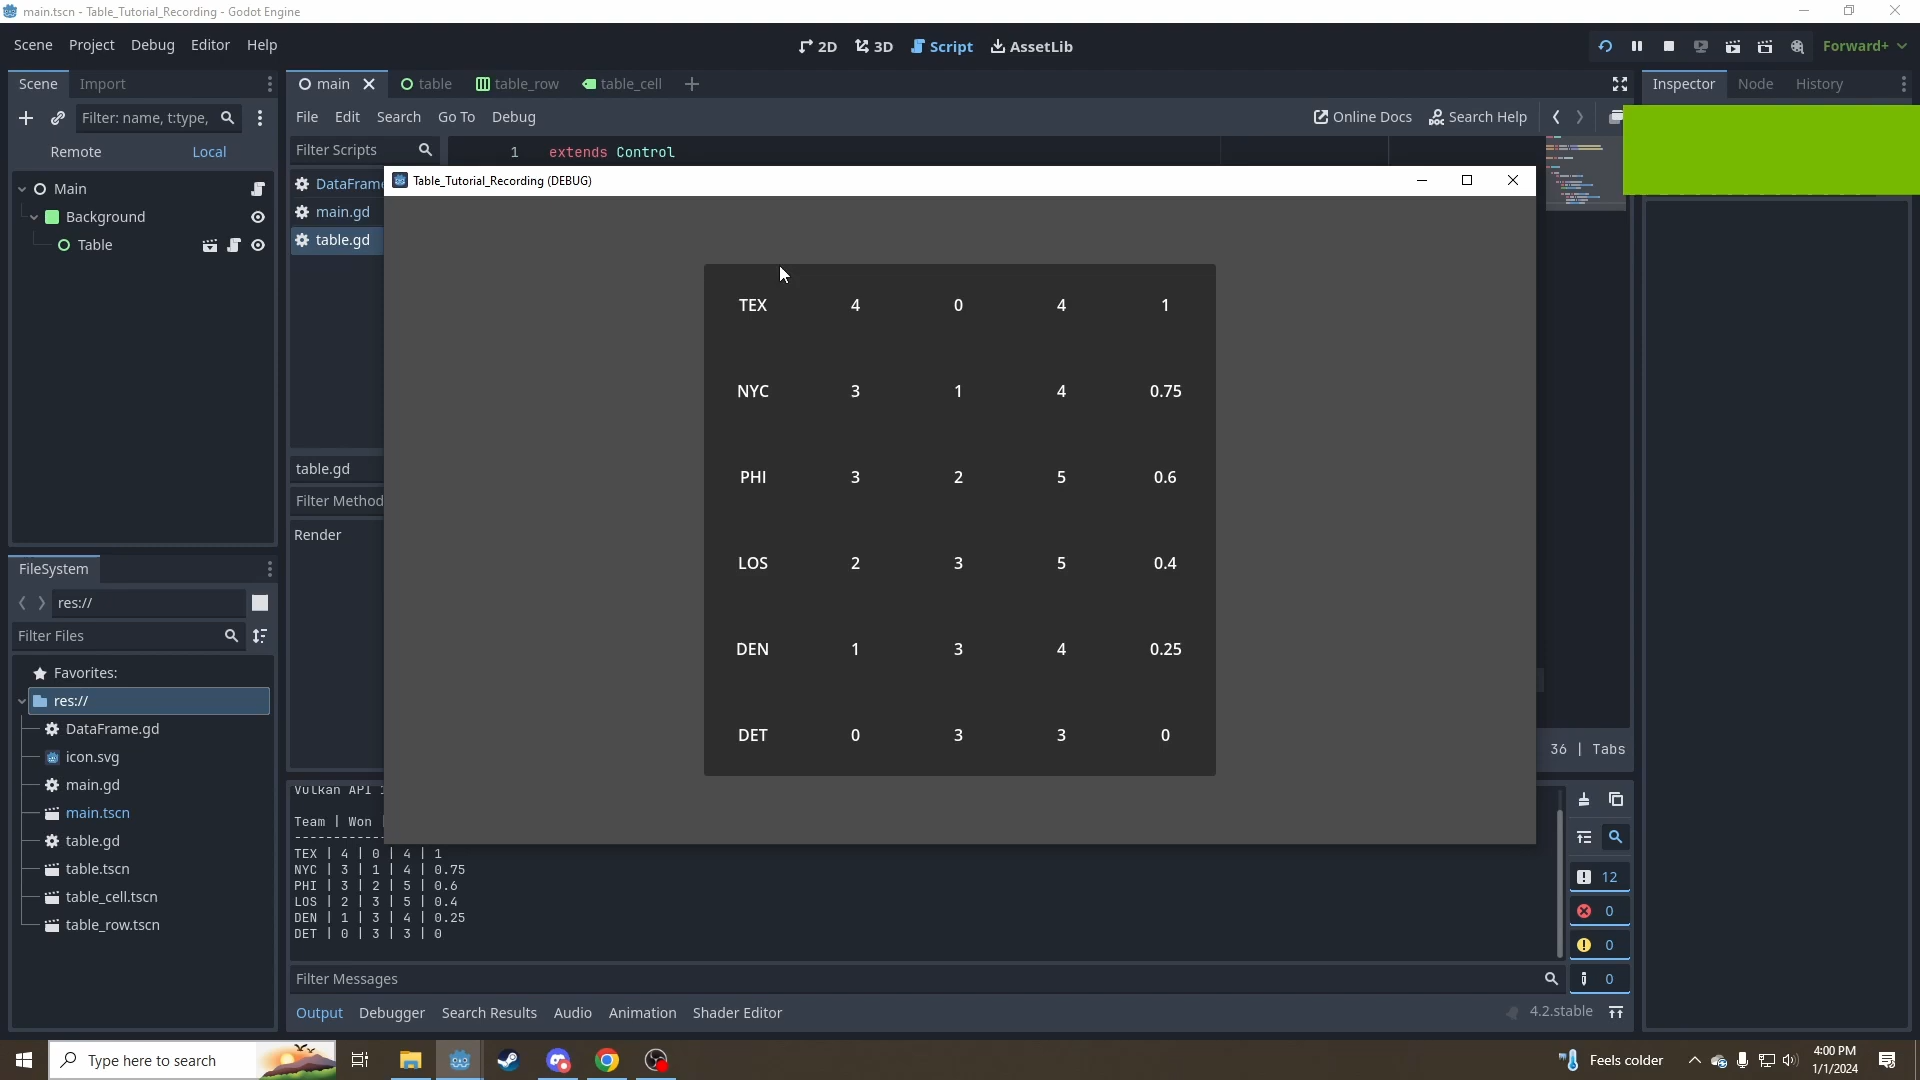 main.tscn - Table_Tutorial_Recording - Godot Engine
Scene Project Debug Editor Help
2D 3D Script AssetLib
Forward+
Scene Import
main table table_row table_cell
Inspector Node History
Filter: name, t:type,
File Edit Search Go To Debug
Online Docs Search Help
Remote Local
Filter Scripts
1 extends Control
Main
Background
Table
DataFrame
main.gd
table.gd
Table_Tutorial_Recording (DEBUG)
TEX 4 0 4 1
NYC 3 1 4 0.75
PHI 3 2 5 0.6
LOS 2 3 5 0.4
DEN 1 3 4 0.25
DET 0 3 3 0
table.gd
Filter Method
Render
36 | Tabs
FileSystem
res://
Filter Files
Favorites:
res://
DataFrame.gd
icon.svg
main.gd
main.tscn
table.gd
table.tscn
table_cell.tscn
table_row.tscn
Vulkan API
Team | Won
------------
TEX | 4 | 0 | 4 | 1
NYC | 3 | 1 | 4 | 0.75
PHI | 3 | 2 | 5 | 0.6
LOS | 2 | 3 | 5 | 0.4
DEN | 1 | 3 | 4 | 0.25
DET | 0 | 3 | 3 | 0
12
0
0
0
Filter Messages
Output Debugger Search Results Audio Animation Shader Editor
4.2.stable
Type here to search
Feels colder
4:00 PM
1/1/2024